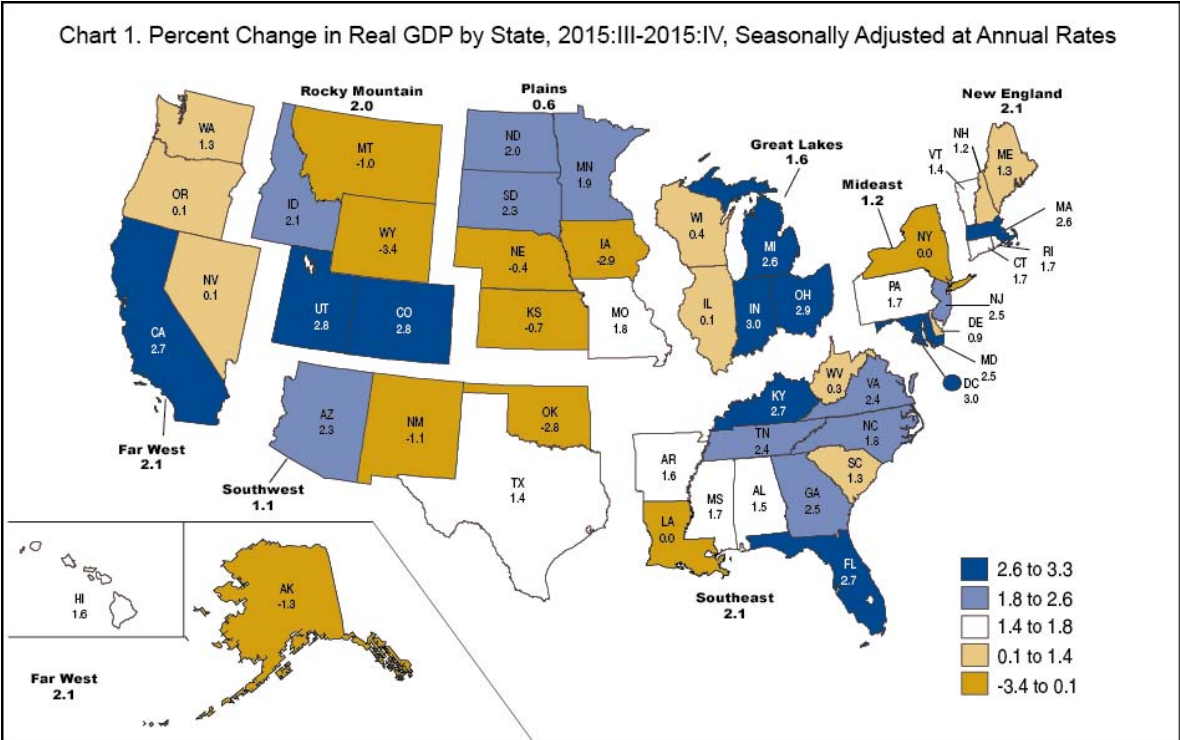 Chart 1. Percent Change in Real GDP by State, 2015:III-2015:IV, Seasonally Adjusted at Annual Rates
Rocky Mountain
2.0
Plains
0.6
New England
2.1
Great Lakes
1.6
Mideast
1.2
WA
1.3
OR
0.1
CA
2.7
NV
0.1
ID
2.1
MT
-1.0
WY
-3.4
UT
2.8
CO
2.8
ND
2.0
SD
2.3
NE
-0.4
KS
-0.7
MN
1.9
IA
-2.9
MO
1.8
WI
0.4
IL
0.1
MI
2.6
IN
3.0
OH
2.9
NH
1.2
VT
1.4
ME
1.3
MA
2.6
RI
1.7
CT
1.7
NY
0.0
PA
1.7
NJ
2.5
DE
0.9
MD
2.5
DC
3.0
AZ
2.3
NM
-1.1
OK
-2.8
TX
1.4
AR
1.6
LA
0.0
MS
1.7
AL
1.5
GA
2.5
FL
2.7
SC
1.3
NC
1.8
TN
2.4
KY
2.7
WV
0.3
VA
2.4
Far West
2.1
Southwest
1.1
Southeast
2.1
HI
1.6
AK
-1.3
Far West
2.1
2.6 to 3.3
1.8 to 2.6
1.4 to 1.8
0.1 to 1.4
-3.4 to 0.1